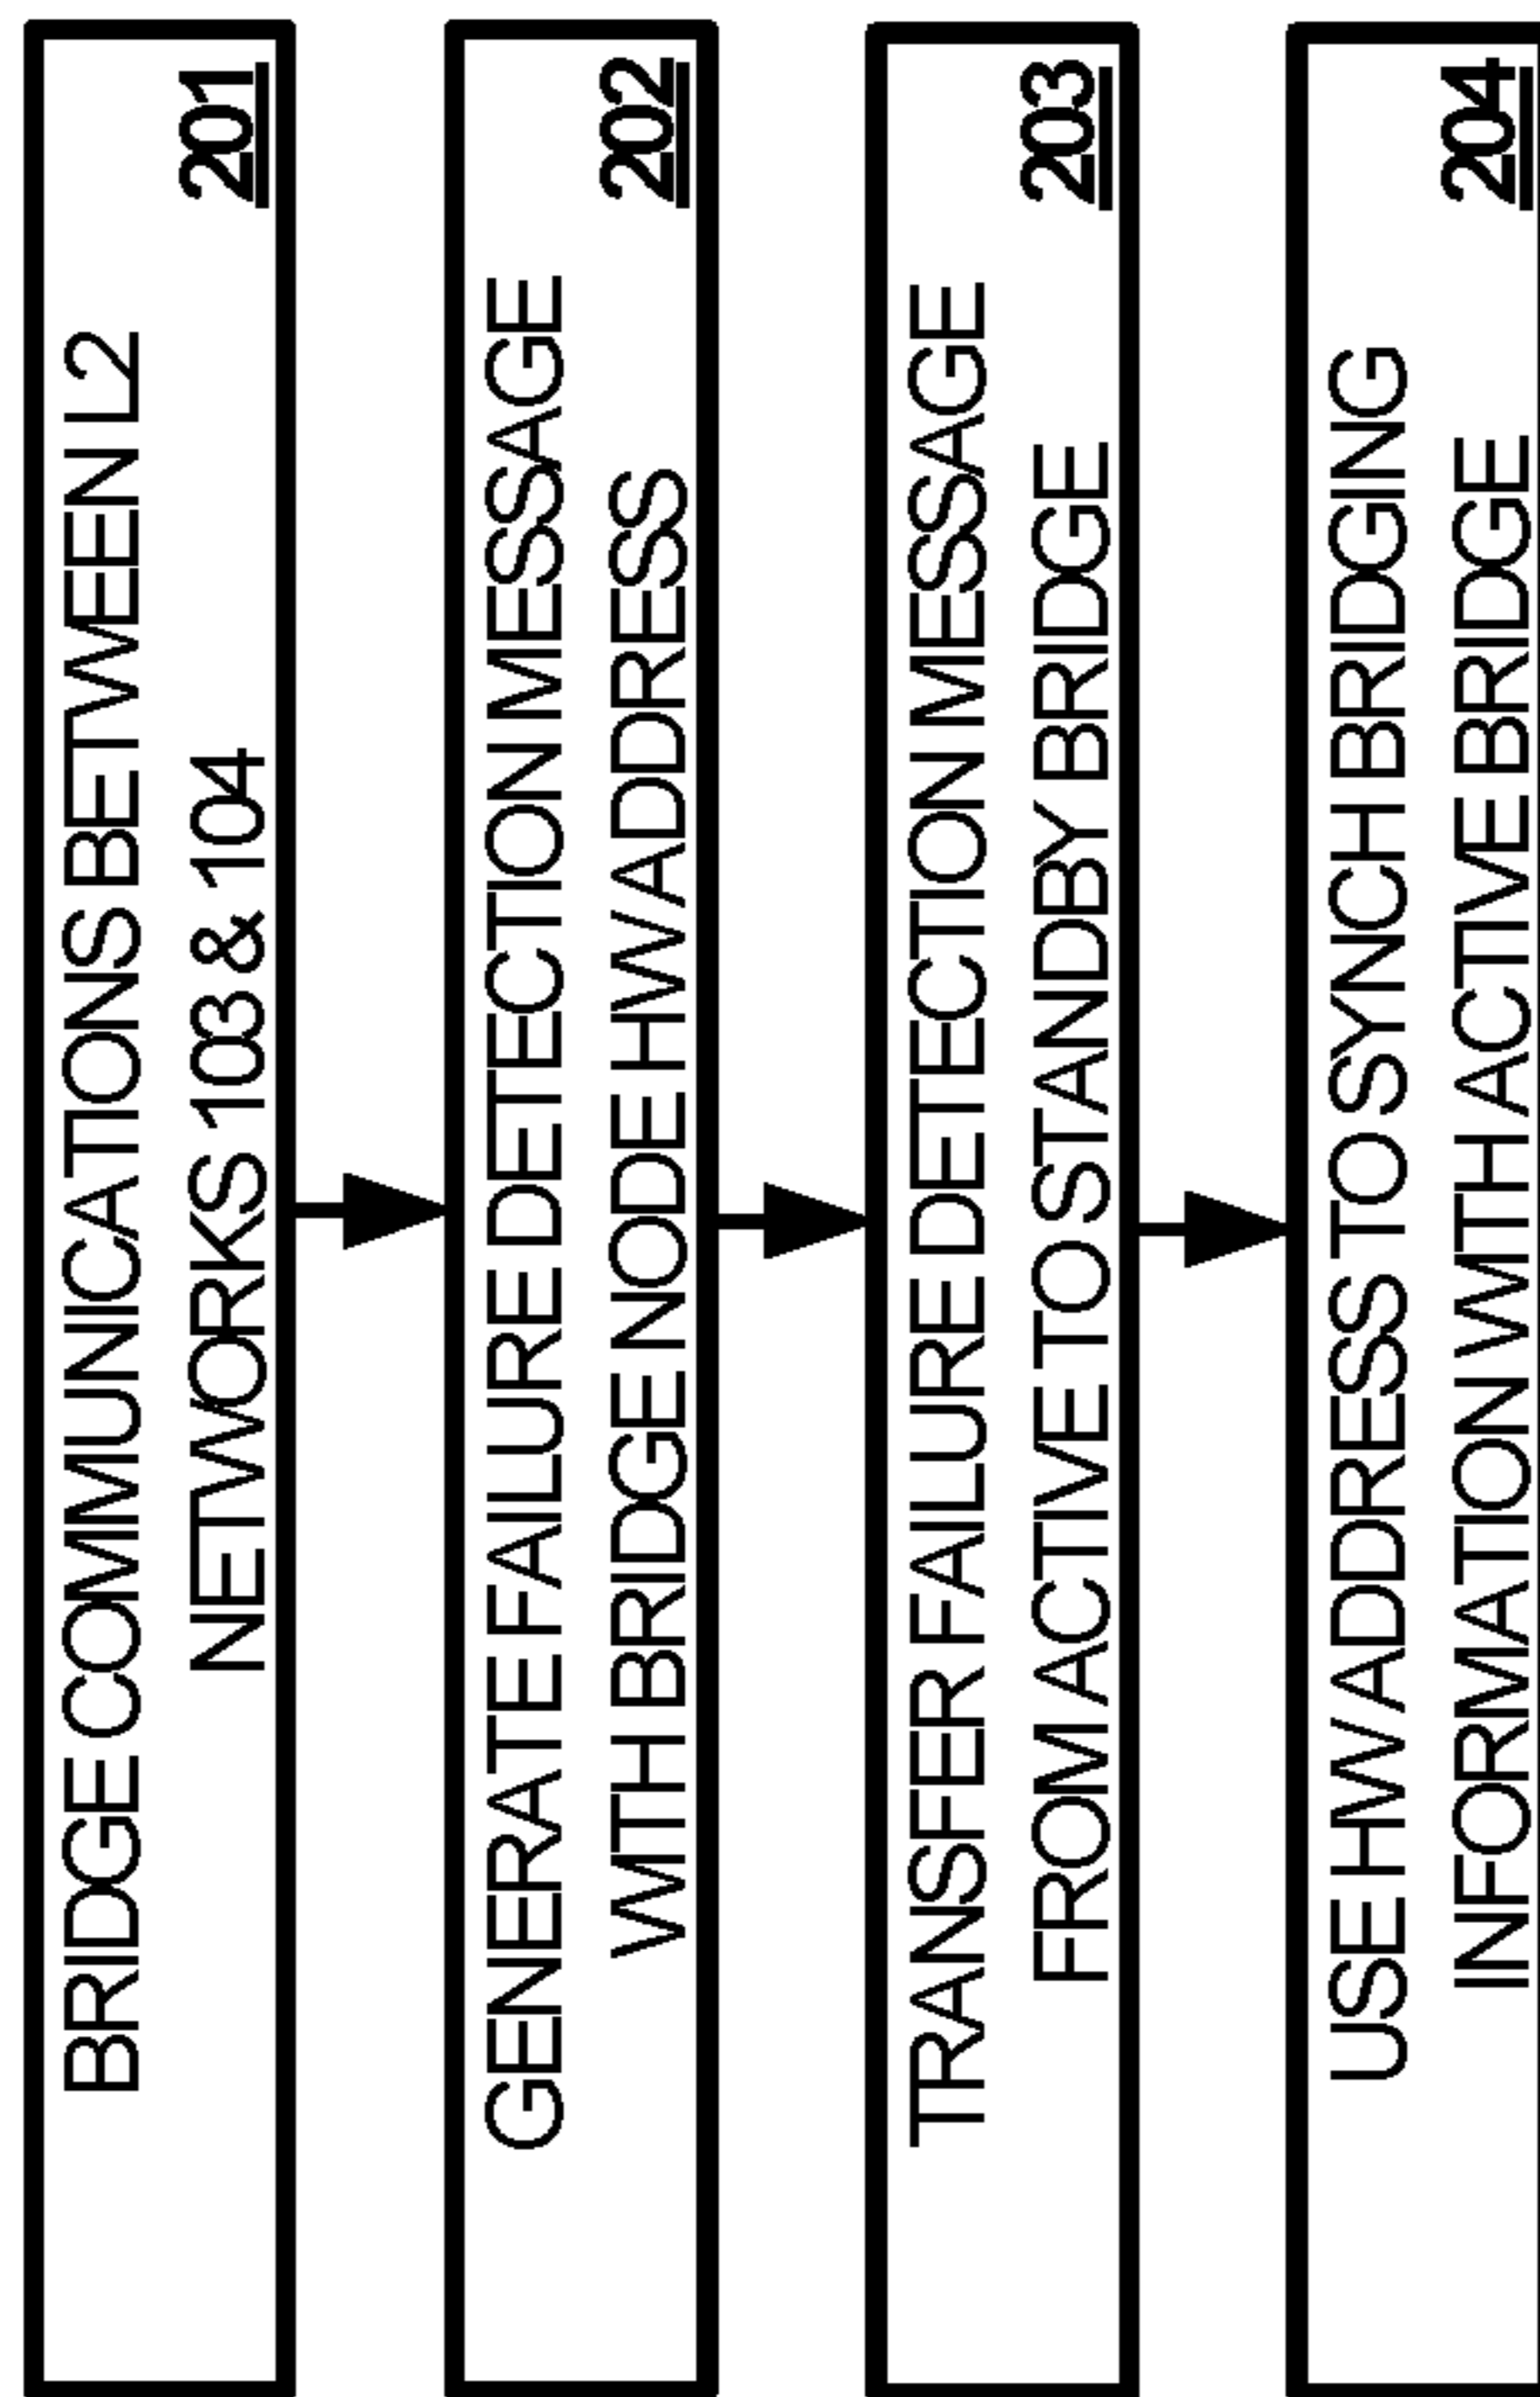 BRIDGE COMMUNICATIONS BETWEEN L2
NETWORKS 103 & 104
201
GENERATE FAILURE DETECTION MESSAGE
WITH BRIDGE NODE HW ADDRESS
202
TRANSFER FAILURE DETECTION MESSAGE
FROM ACTIVE TO STANDBY BRIDGE
203
USE HW ADDRESS TO SYNCH BRIDGING
INFORMATION WITH ACTIVE BRIDGE
204